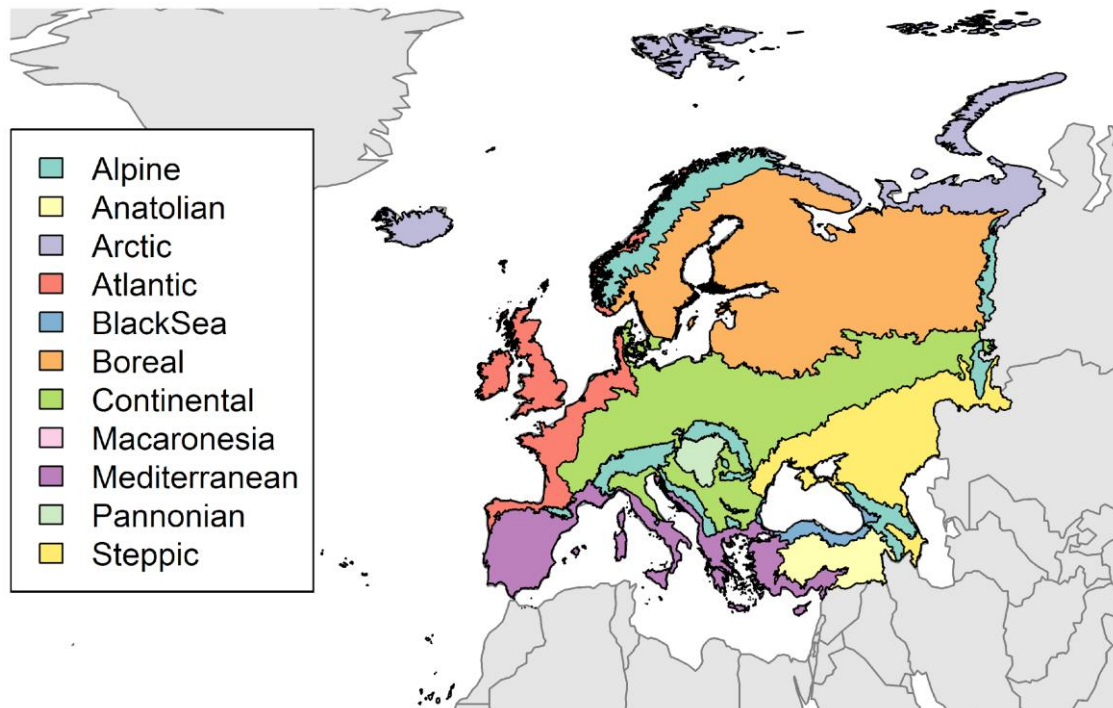 Alpine
Anatolian
Arctic
Atlantic
BlackSea
Boreal
Continental
Macaronesia
Mediterranean
Pannonian
Steppic